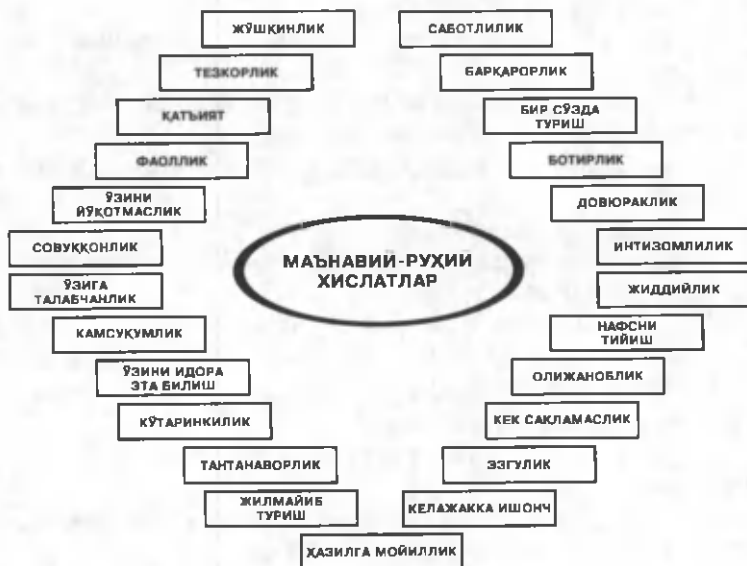 ЖЎШҚИНЛИК
САБОТЛИЛИК
ТЕЗКОРЛИК
БАРҚАРОРЛИК
ҚАТЪИЯТ
БИР СЎЗДА
ТУРИШ
ФАОЛЛИК
БОТИРЛИК
ЎЗИНИ
ЙЎҚОТМАСЛИК
ДОВЮРАКЛИК
СОВУҚҚОНЛИК
МАЪНАВИЙ-РУҲИЙ
ХИСЛАТЛАР
ИНТИЗОМЛИЛИК
ЎЗИГА
ТАЛАБЧАНЛИК
ЖИДДИЙЛИК
КАМСУҚУМЛИК
НАФСНИ
ТИЙИШ
ЎЗИНИ ИДОРА
ЭТА БИЛИШ
ОЛИЖАНОБЛИК
КЎТАРИНКИЛИК
КЕК САҚЛАМАСЛИК
ТАНТАНАВОРЛИК
ЭЗГУЛИК
ЖИЛМАЙИБ
ТУРИШ
КЕЛАЖАККА ИШОНЧ
ҲАЗИЛГА МОЙИЛЛИК